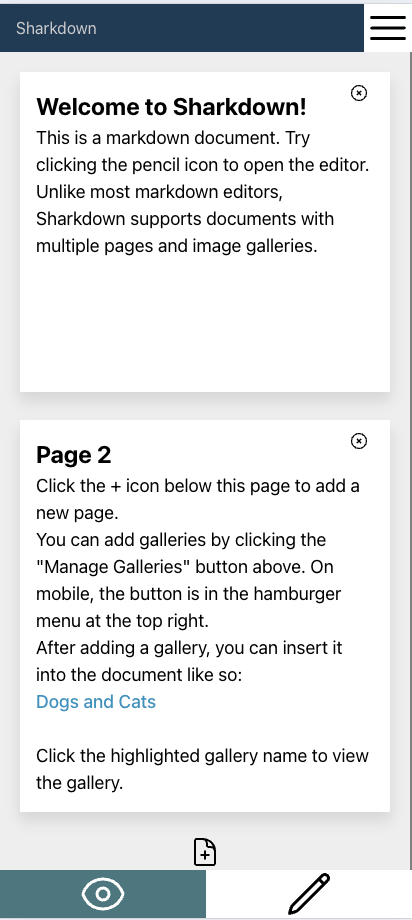 Sharkdown
Welcome to Sharkdown!
This is a markdown document. Try
clicking the pencil icon to open the editor.
Unlike most markdown editors,
Sharkdown supports documents with
multiple pages and image galleries.
Page 2
Click the + icon below this page to add a
new page.
You can add galleries by clicking the
"Manage Galleries" button above. On
mobile, the button is in the hamburger
menu at the top right.
After adding a gallery, you can insert it
into the document like so:
Dogs and Cats
Click the highlighted gallery name to view
the gallery.